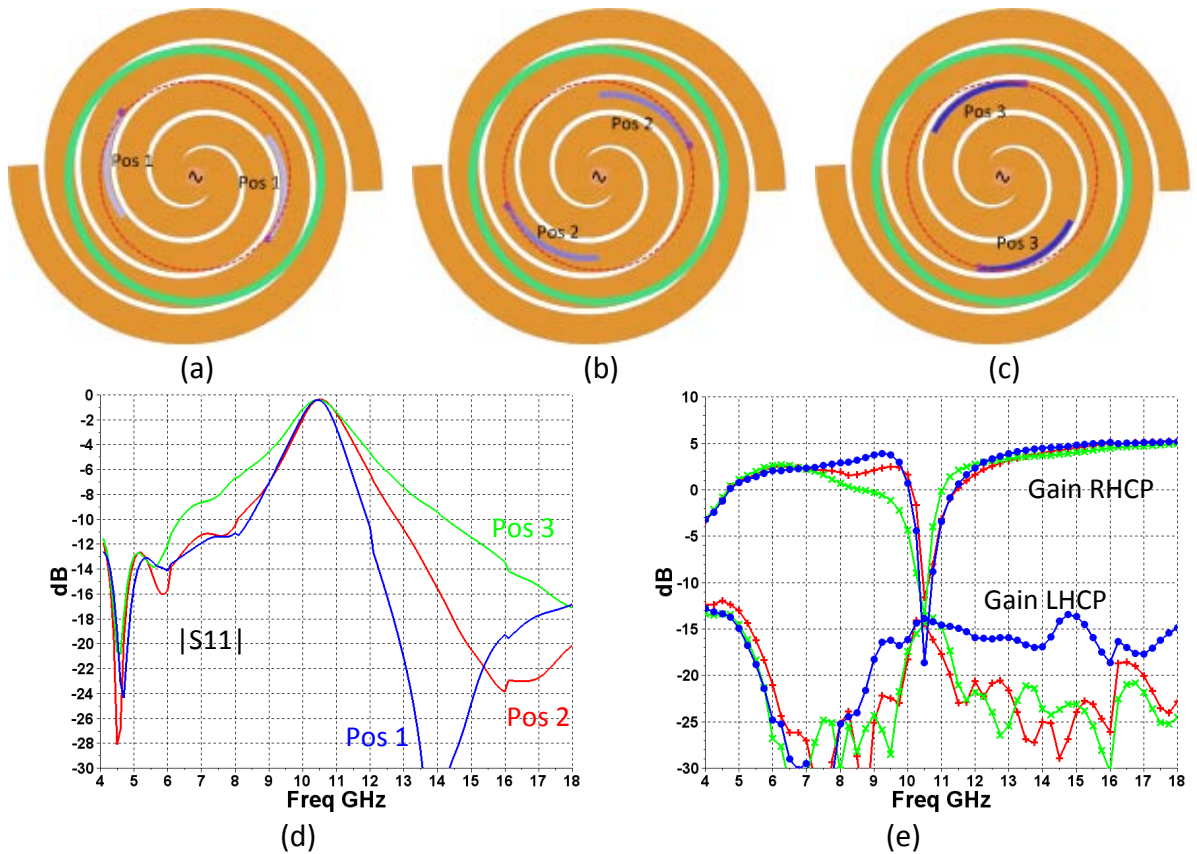 Pos 1
Pos 1
Pos 2
Pos 2
Pos 3
Pos 3
(a)
(b)
(c)
0
-2
-4
-6
-8
-10
-12
-14
-16
-18
-20
-22
-24
-26
-28
-30
dB
|S11|
Pos 3
Pos 2
Pos 1
4 5 6 7 8 9 10 11 12 13 14 15 16 17 18
Freq GHz
(d)
10
5
0
-5
-10
-15
-20
-25
-30
dB
Gain RHCP
Gain LHCP
4 5 6 7 8 9 10 11 12 13 14 15 16 17 18
Freq GHz
(e)